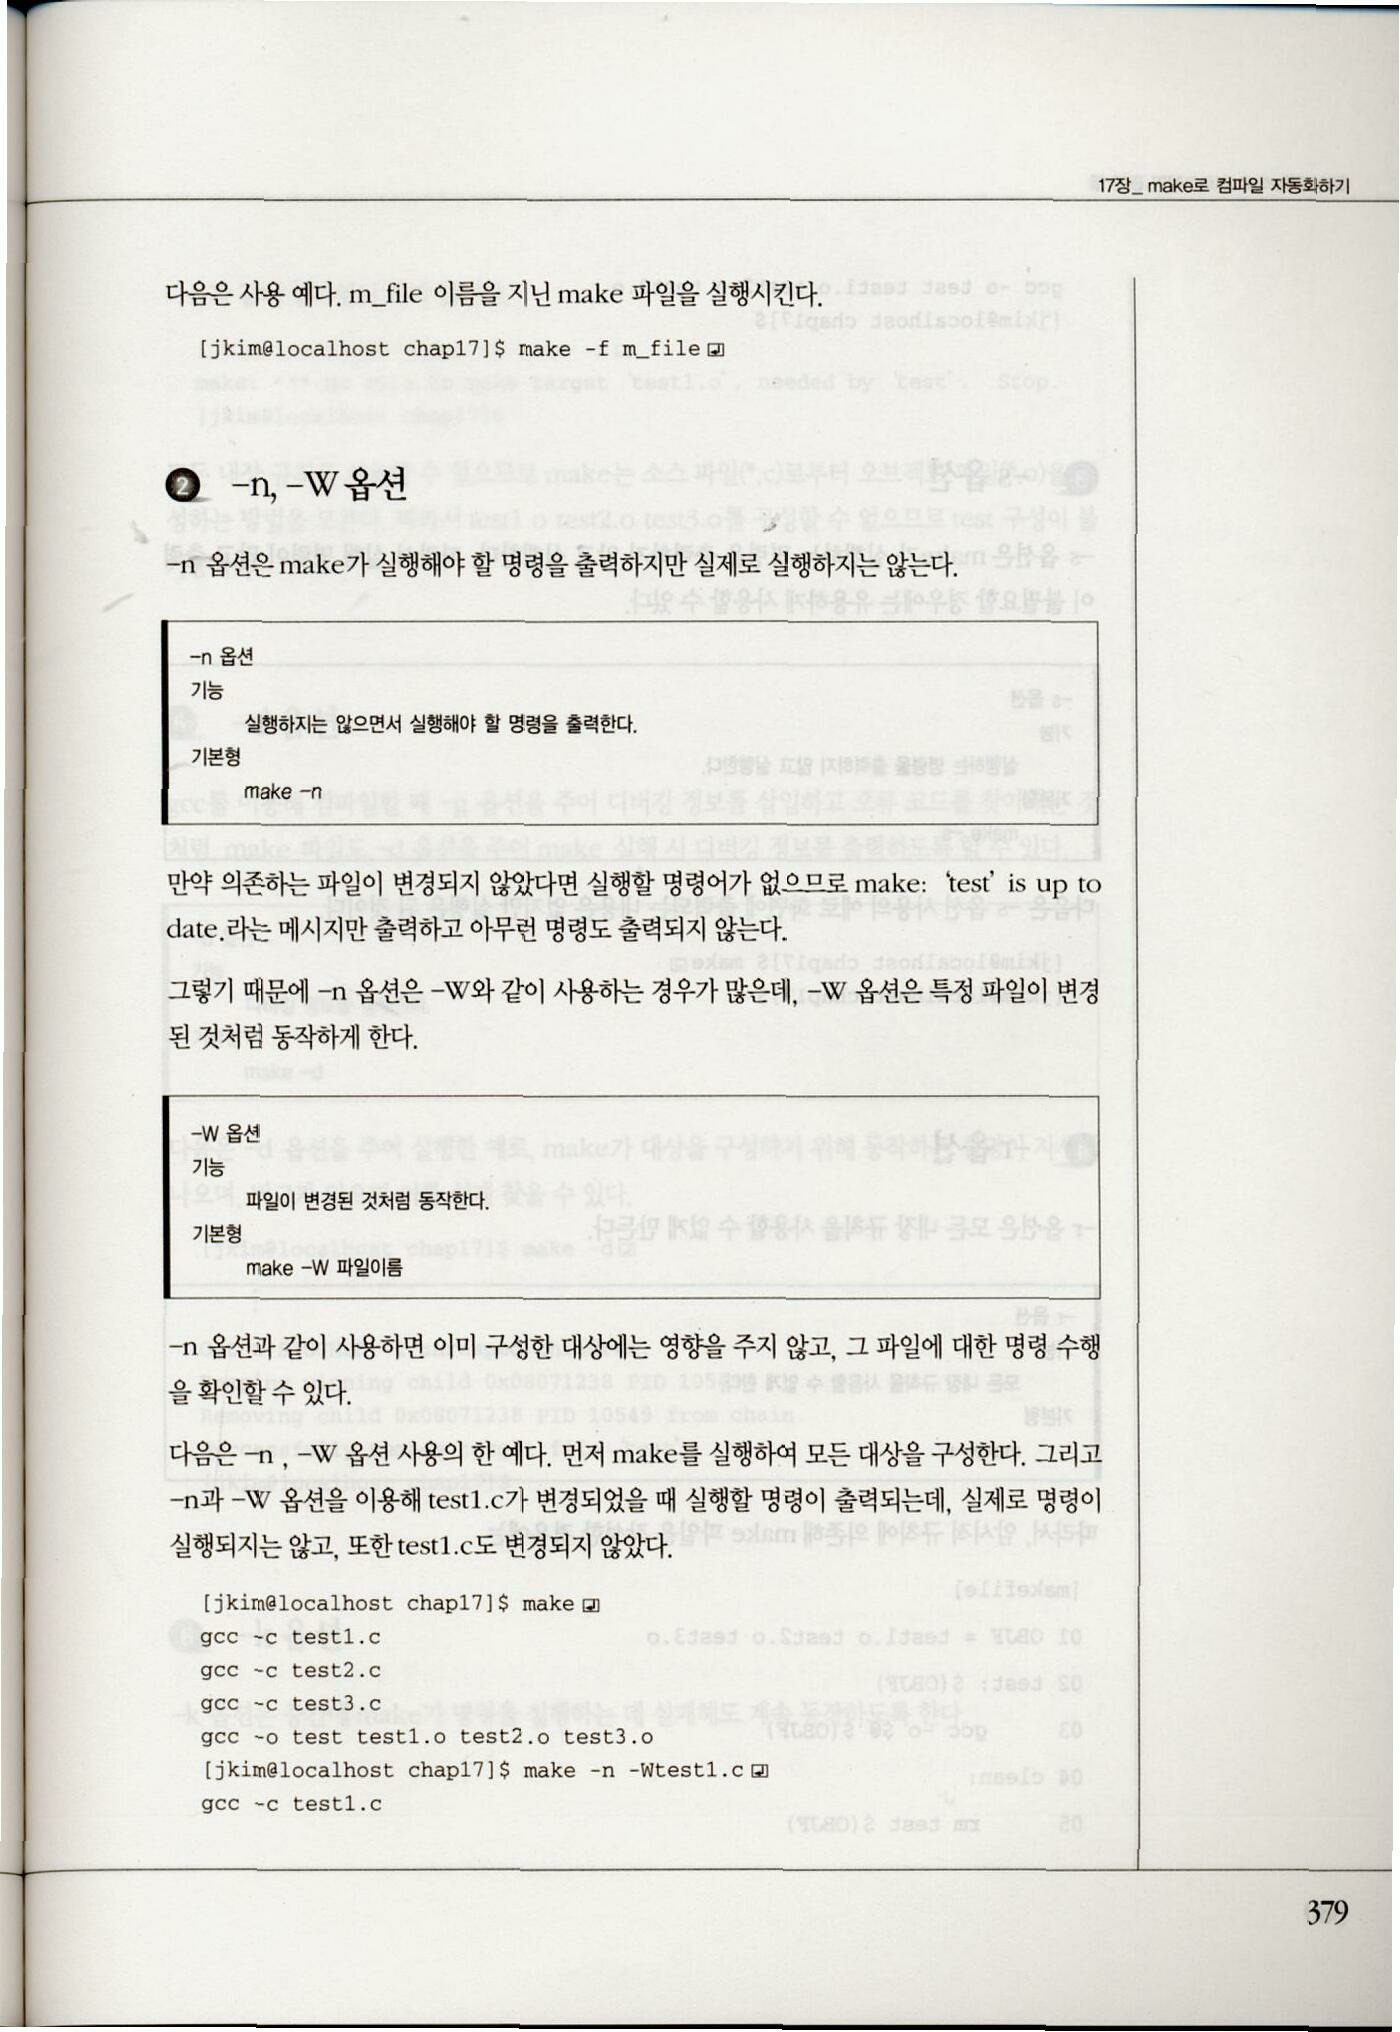 17장_ make로 컴파일 자동화하기
다음은 사용 예다. m_file 이름을 지닌 make 파일을 실행시킨다.
[jkim@localhost chap17]$ make -f m_file
2 -n, -W 옵션
-n 옵션은 make가 실행해야 할 명령을 출력하지만 실제로 실행하지는 않는다.
-n 옵션
기능
실행하지는 않으면서 실행해야 할 명령을 출력한다.
기본형
make -n
만약 의존하는 파일이 변경되지 않았다면 실행할 명령어가 없으므로 make: 'test' is up to
date.라는 메시지만 출력하고 아무런 명령도 출력되지 않는다.
그렇기 때문에 -n 옵션은 -W와 같이 사용하는 경우가 많은데, -W 옵션은 특정 파일이 변경
된 것처럼 동작하게 한다.
-W 옵션
기능
파일이 변경된 것처럼 동작한다.
기본형
make -W 파일이름
-n 옵션과 같이 사용하면 이미 구성한 대상에는 영향을 주지 않고, 그 파일에 대한 명령 수행
을 확인할 수 있다.
다음은 -n , -W 옵션 사용의 한 예다. 먼저 make를 실행하여 모든 대상을 구성한다. 그리고
-n과 -W 옵션을 이용해 test1.c가 변경되었을 때 실행할 명령이 출력되는데, 실제로 명령이
실행되지는 않고, 또한 test1.c도 변경되지 않았다.
[jkim@localhost chap17]$ make
gcc -c test1.c
gcc -c test2.c
gcc -c test3.c
gcc -o test test1.o test2.o test3.o
[jkim@localhost chap17]$ make -n -Wtest1.c
gcc -c test1.c
379